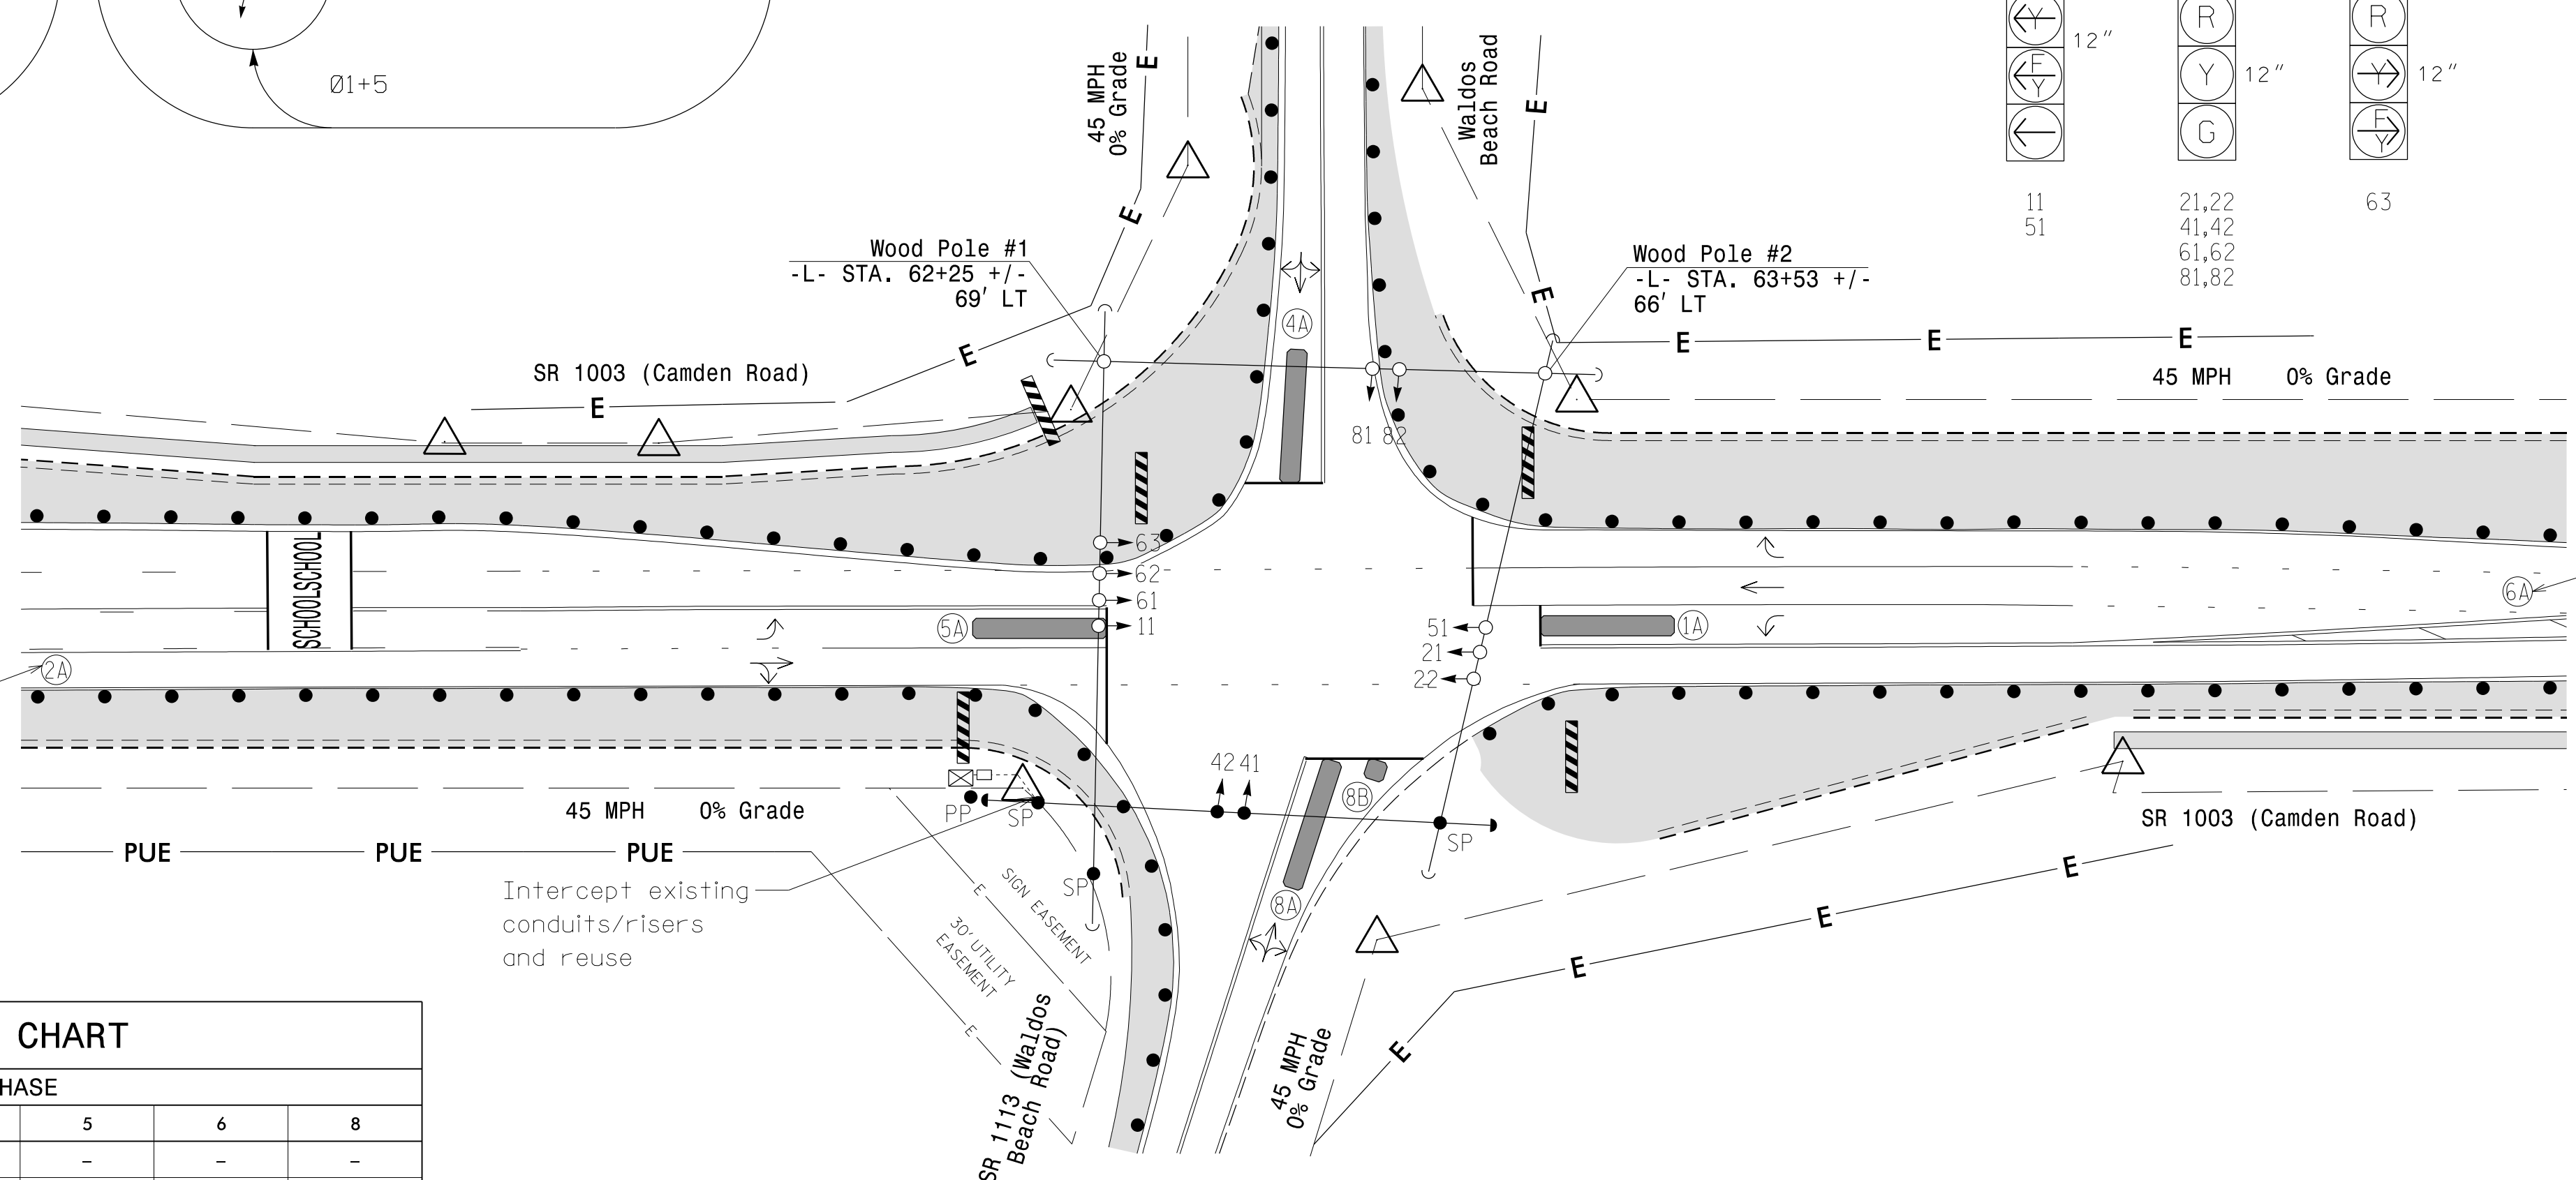 Ø1+5
45 MPH
0% Grade
E
Waldos
Beach Road
E
Y
F
Y
12"
11
51
R
Y
G
12"
21,22
41,42
61,62
81,82
R
Y
F
Y
12"
63
E
Wood Pole #1
-L- STA. 62+25 +/-
69' LT
Wood Pole #2
-L- STA. 63+53 +/-
66' LT
E
4A
E
E
E
E
SR 1003 (Camden Road)
E
45 MPH 0% Grade
81 82
63
62
61
11
SCHOOL SCHOOL
5A
51
21
22
1A
6A
2A
42 41
8B
PP
SP
SP
45 MPH 0% Grade
SR 1003 (Camden Road)
PUE
PUE
PUE
Intercept existing
conduits/risers
and reuse
SP
E
SIGN EASEMENT
30' UTILITY
EASEMENT
E
8A
E
E
E
E
SR 1113 (Waldos
Beach Road)
45 MPH
0% Grade
CHART
HASE
5 6 8
- - -